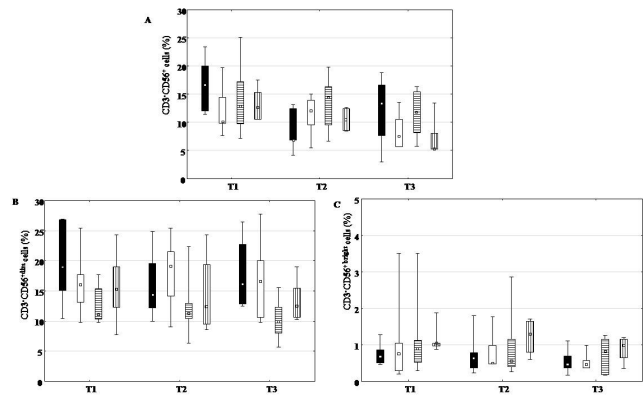 A
CD3⁻CD56⁺ cells (%)
30
25
20
15
10
5
0
T1 T2 T3
B
CD3⁺CD56⁺ᵈⁱᵐ cells (%)
30
25
20
15
10
5
0
T1 T2 T3
C
CD3⁺CD56⁺ᵇʳⁱᵍʰᵗ cells (%)
5
4
3
2
1
0
T1 T2 T3